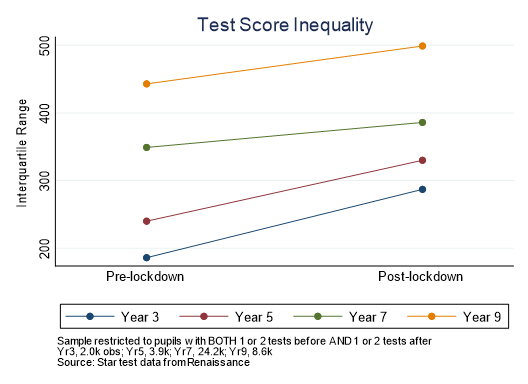 Test Score Inequality
500
400
300
200
Interquartile Range
Pre-lockdown Post-lockdown
Year 3 Year 5 Year 7 Year 9
Sample restricted to pupils with BOTH 1 or 2 tests before AND 1 or 2 tests after
Yr3, 2.0k obs; Yr5, 3.9k; Yr7, 24.2k; Yr9, 8.6k
Source: Star test data from Renaissance